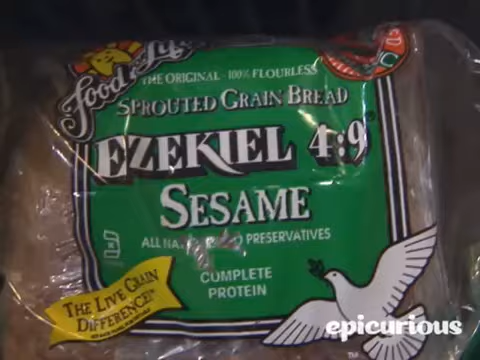 Food for Life
THE ORIGINAL 100% FLOURLESS
SPROUTED GRAIN BREAD
EZEKIEL 4:9®
SESAME
ALL NA PRESERVATIVES
COMPLETE
PROTEIN
THE LIVE GRAIN
DIFFERENCE!
epicurious